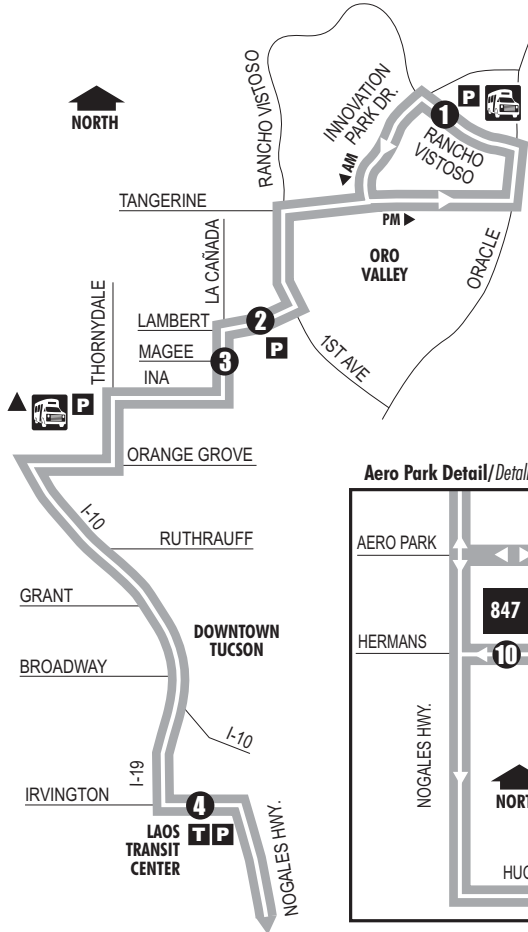 NORTH
RANCHO VISTOSO
INNOVATION
PARK DR.
1
P
RANCHO
VISTOSO
AM
TANGERINE
PM
ORO
VALLEY
ORACLE
LA CAÑADA
THORNYDALE
LAMBERT
2
P
MAGEE
3
1ST AVE
INA
P
ORANGE GROVE
I-10
RUTHRAUFF
GRANT
DOWNTOWN
TUCSON
BROADWAY
I-10
I-19
IRVINGTON
4
LAOS
TRANSIT
CENTER
T P
NOGALES HWY.
Aero Park Detail/
AERO PARK
847
HERMANS
10
NOGALES HWY.